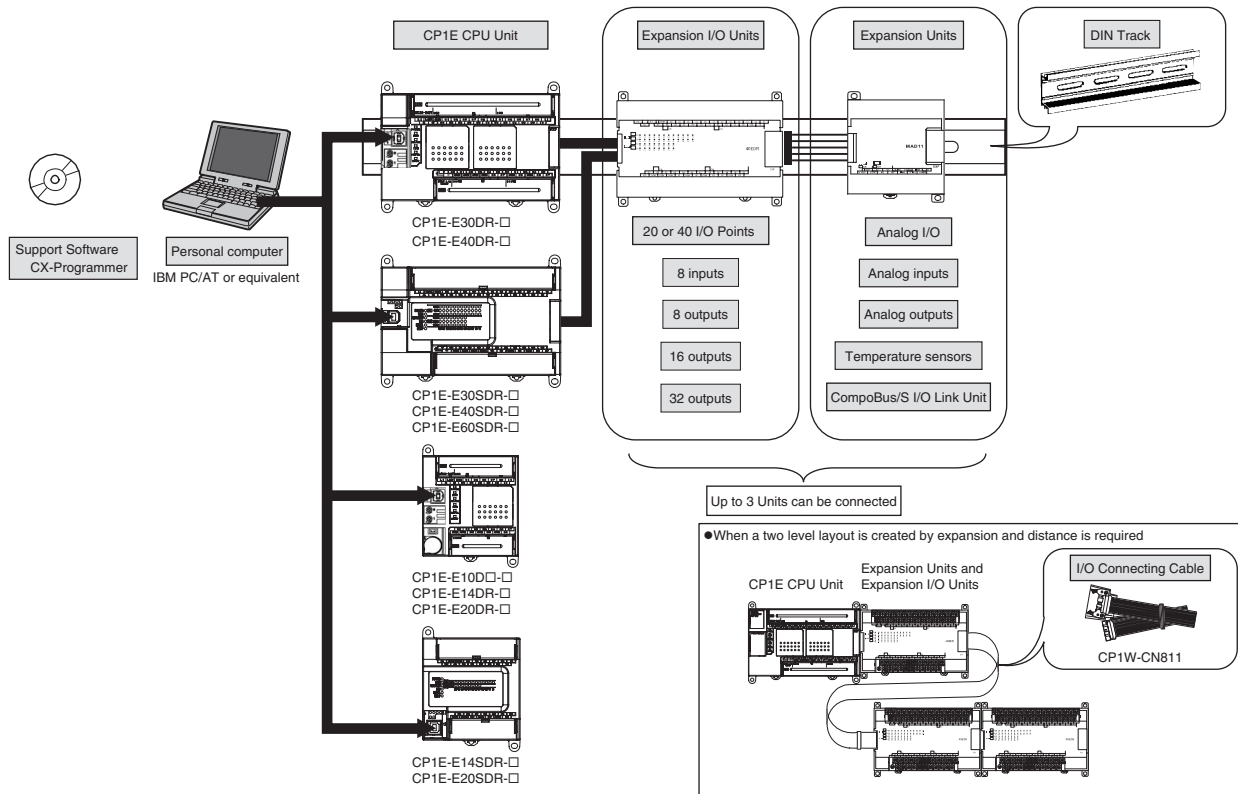 CP1E CPU Unit
Expansion I/O Units
Expansion Units
DIN Track
MAD11
CP1E-E30DR-□
CP1E-E40DR-□
Support Software
CX-Programmer
Personal computer
IBM PC/AT or equivalent
20 or 40 I/O Points
8 inputs
8 outputs
16 outputs
32 outputs
Analog I/O
Analog inputs
Analog outputs
Temperature sensors
CompoBus/S I/O Link Unit
CP1E-E30SDR-□
CP1E-E40SDR-□
CP1E-E60SDR-□
Up to 3 Units can be connected
CP1E-E10D□-□
CP1E-E14DR-□
CP1E-E20DR-□
CP1E-E14SDR-□
CP1E-E20SDR-□
●When a two level layout is created by expansion and distance is required
CP1E CPU Unit
Expansion Units and
Expansion I/O Units
I/O Connecting Cable
CP1W-CN811